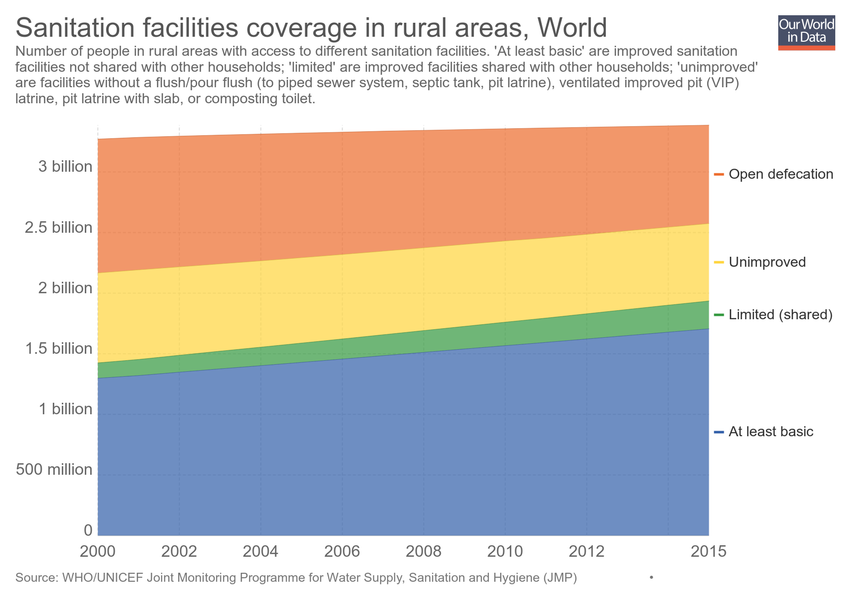 Sanitation facilities coverage in rural areas, World
Our World
in Data
Number of people in rural areas with access to different sanitation facilities. 'At least basic' are improved sanitation
facilities not shared with other households; 'limited' are improved facilities shared with other households; 'unimproved'
are facilities without a flush/pour flush (to piped sewer system, septic tank, pit latrine), ventilated improved pit (VIP)
latrine, pit latrine with slab, or composting toilet.
3 billion
2.5 billion
2 billion
1.5 billion
1 billion
500 million
0
Open defecation
Unimproved
Limited (shared)
At least basic
2000 2002 2004 2006 2008 2010 2012 2015
Source: WHO/UNICEF Joint Monitoring Programme for Water Supply, Sanitation and Hygiene (JMP) •